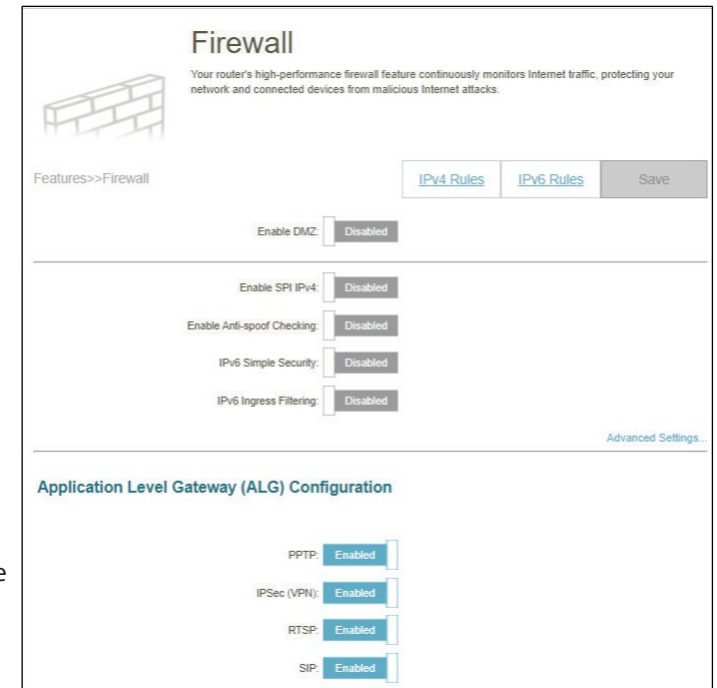 Firewall
Your router's high-performance firewall feature continuously monitors Internet traffic, protecting your
network and connected devices from malicious Internet attacks.
Features>>Firewall
IPv4 Rules
IPv6 Rules
Save
Enable DMZ: Disabled
Enable SPI IPv4: Disabled
Enable Anti-spoof Checking: Disabled
IPv6 Simple Security: Disabled
IPv6 Ingress Filtering: Disabled
Advanced Settings...
Application Level Gateway (ALG) Configuration
PPTP: Enabled
e
IPSec (VPN): Enabled
RTSP: Enabled
SIP: Enabled